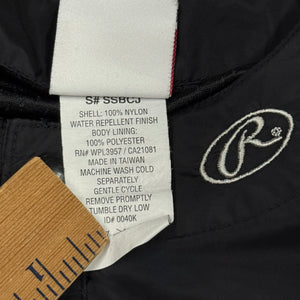 S# SSBCJ
SHELL: 100% NYLON
WATER REPELLENT FINISH
BODY LINING:
100% POLYESTER
RN# WPL3957 / CA21081
MADE IN TAIWAN
MACHINE WASH COLD
SEPARATELY
GENTLE CYCLE
REMOVE PROMPTLY
TUMBLE DRY LOW
ID# 0040K
R